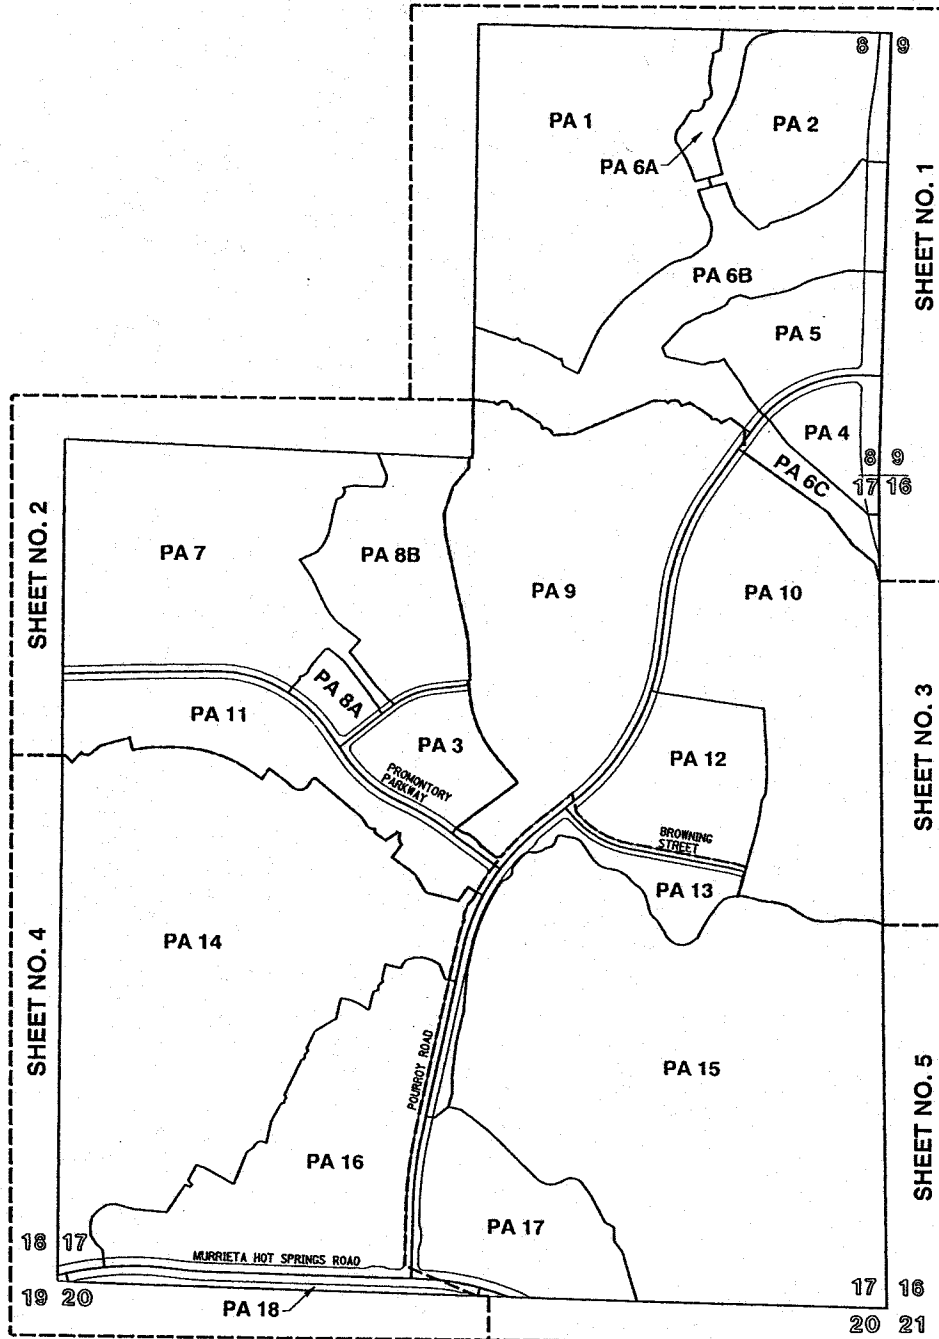 8 9
PA 1
PA 2
PA 6A
SHEET NO. 1
PA 6B
PA 5
PA 4
8 9
17 16
PA 6C
SHEET NO. 2
PA 7
PA 8B
PA 9
PA 10
PA 8A
PA 11
PA 3
PROMONTORY
PARKWAY
PA 12
SHEET NO. 3
BROWNING
STREET
PA 13
PA 14
SHEET NO. 4
POURROY ROAD
PA 15
SHEET NO. 5
PA 16
PA 17
18 17
MURRIETA HOT SPRINGS ROAD
19 20
PA 18
17 16
20 21